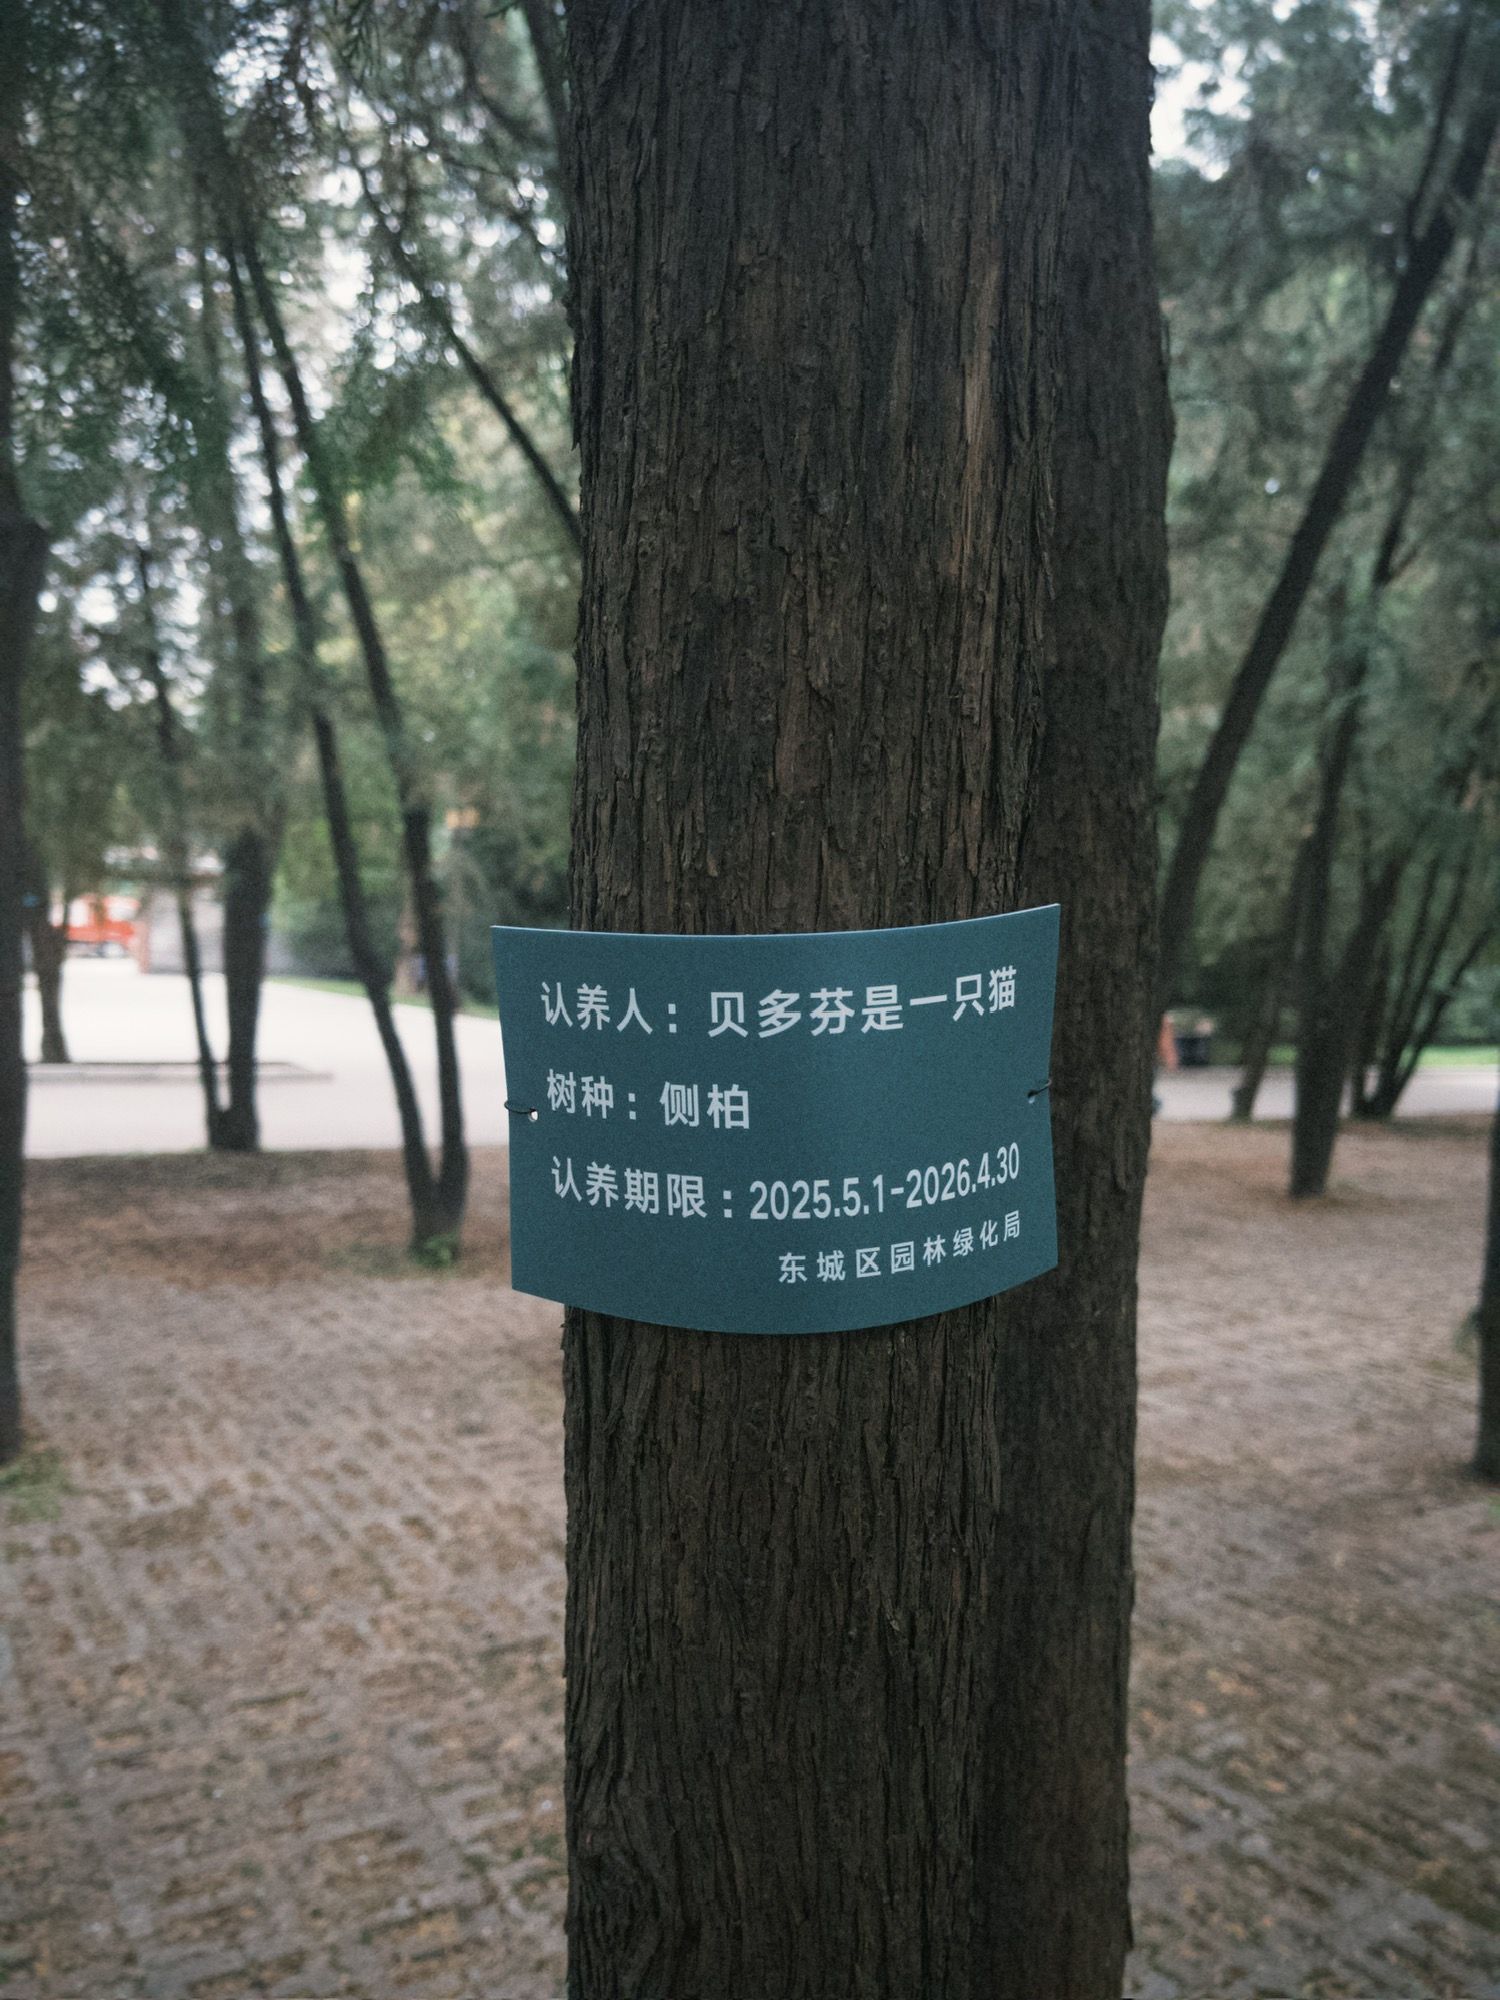 认养人：贝多芬是一只猫
树种：侧柏
认养期限：2025.5.1-2026.4.30
东城区园林绿化局